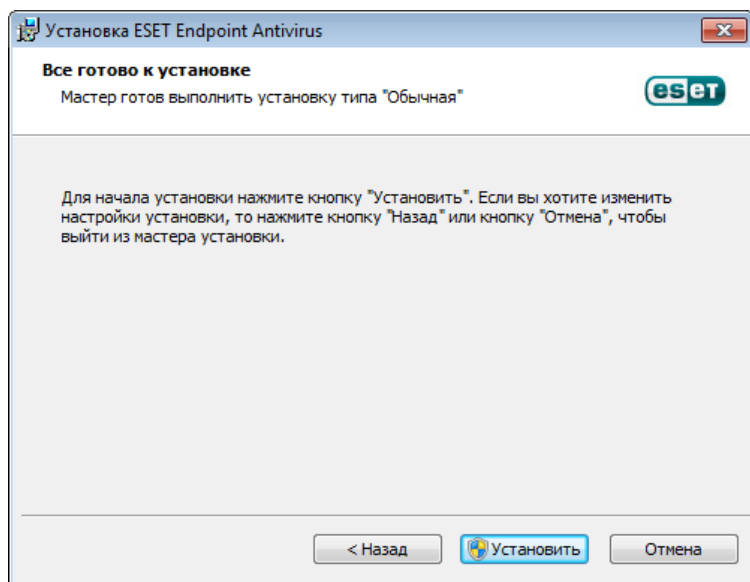 Установка ESET Endpoint Antivirus
Все готово к установке
Мастер готов выполнить установку типа "Обычная"
eseт
Для начала установки нажмите кнопку "Установить". Если вы хотите изменить
настройки установки, то нажмите кнопку "Назад" или кнопку "Отмена", чтобы
выйти из мастера установки.
< Назад
Установить
Отмена